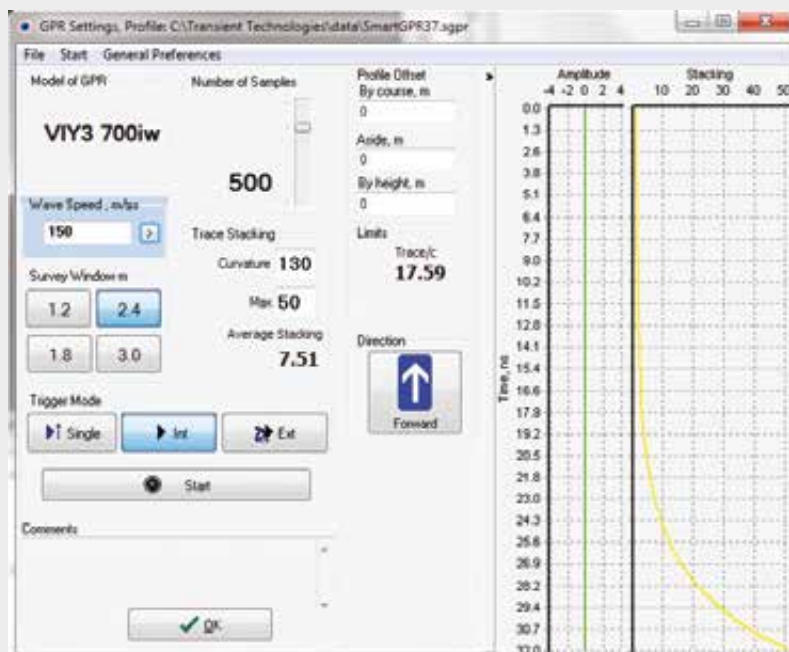 GPR Settings, Profile: C:\Transient Technologies\data\SmartGPR37.sgpr
File Start General Preferences
Model of GPR
VIY3 700iw
Number of Samples
500
Wave Speed, m/µs
150
Survey Window m
1.2 2.4
1.8 3.0
Trace Stacking
Curvature 130
Max 50
Average Stacking
7.51
Profile Offset
By course, m
0
Aside, m
0
By height, m
0
Limits
Trace/c
17.59
Direction
Forward
Trigger Mode
Single Int Ext
Start
Comments
OK
Amplitude Stacking
-4 -2 0 2 4 10 20 30 40 50
Time, ns
0.0
1.3
2.6
3.8
5.1
6.4
7.7
9.0
10.2
11.5
12.8
14.1
15.4
16.6
17.9
19.2
20.5
21.8
23.0
24.3
25.6
26.9
28.2
29.4
30.7
32.0